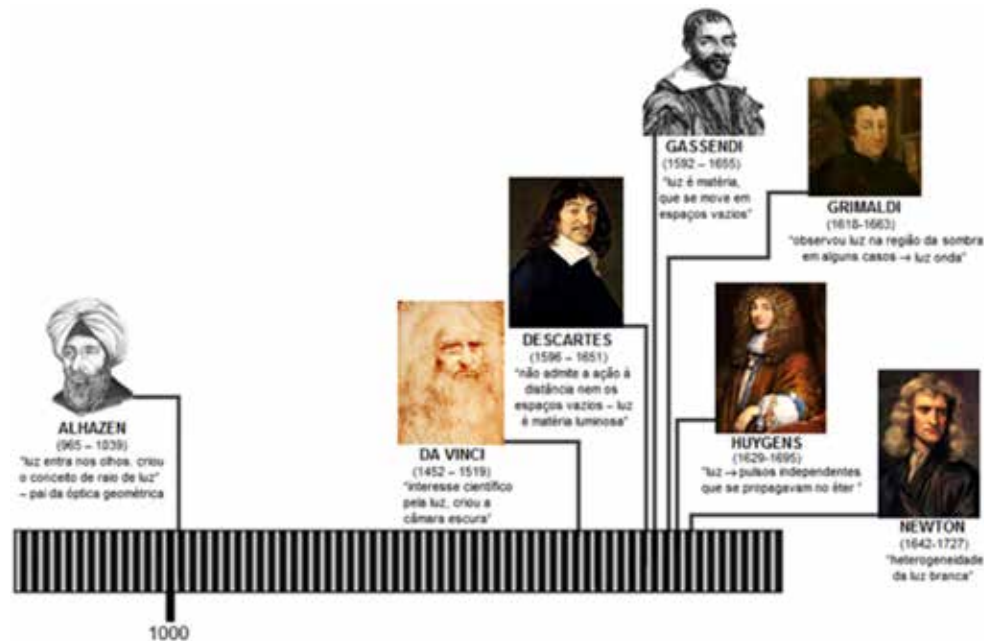 GASSENDI
(1592 – 1655)
"luz é matéria,
que se move em
espaços vazios"
GRIMALDI
(1618-1663)
"observou luz na região da sombra
em alguns casos → luz onda"
DESCARTES
(1596 – 1651)
"não admite a ação à
distância nem os
espaços vazios – luz
é matéria luminosa"
ALHAZEN
(965 – 1039)
"luz entra nos olhos. criou
o conceito de raio de luz"
– pai da óptica geométrica
DA VINCI
(1452 – 1519)
"interesse científico
pela luz, criou a
câmara escura"
HUYGENS
(1629-1695)
"luz → pulsos independentes
que se propagavam no éter "
NEWTON
(1642-1727)
"heterogeneidade
da luz branca"
1000